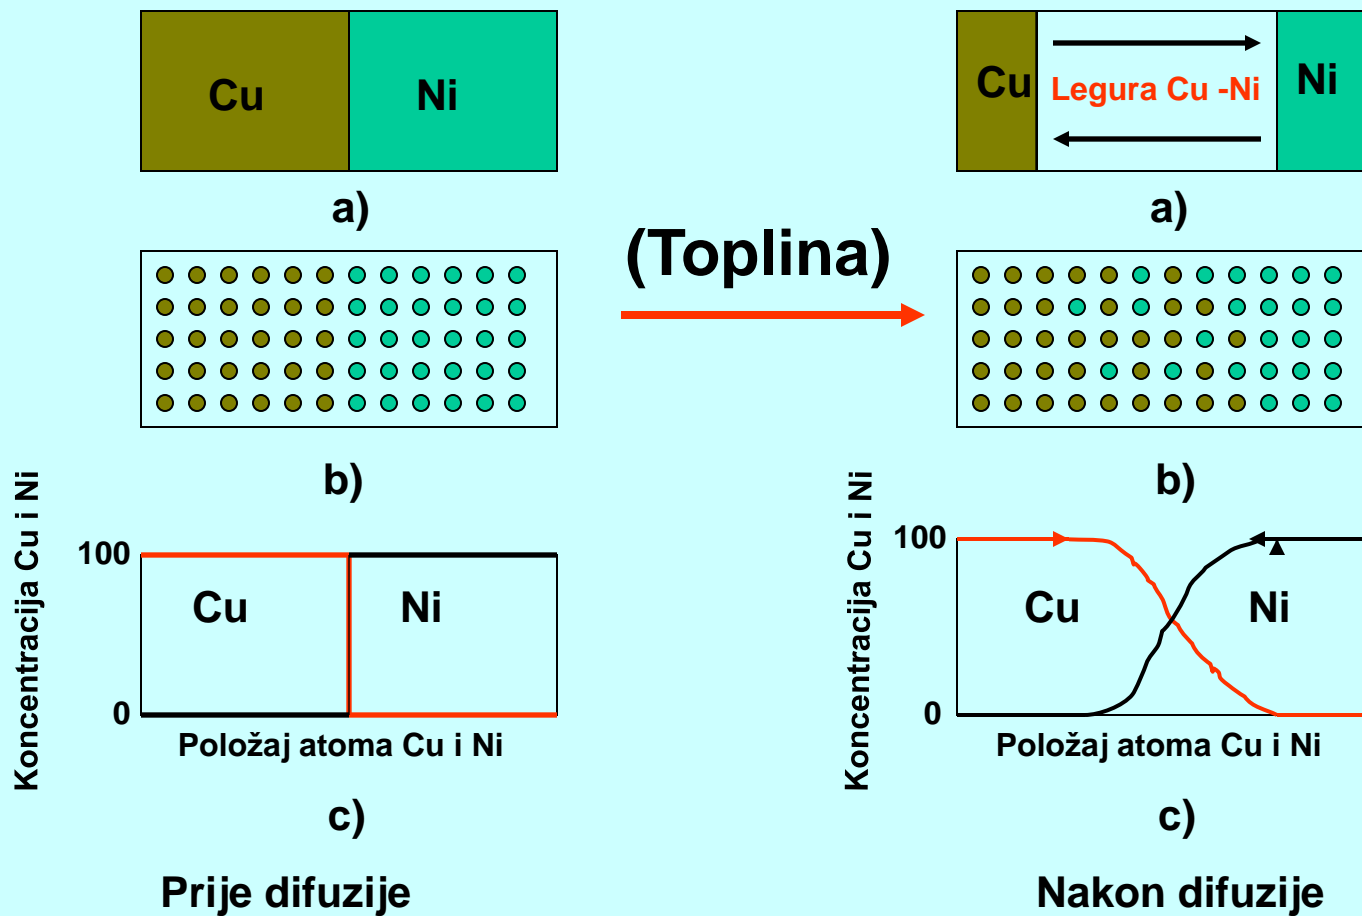 Cu
Ni
a)
b)
Koncentracija Cu i Ni
100
Cu
Ni
0
Položaj atoma Cu i Ni
c)
Prije difuzije
(Toplina)
Cu
Legura Cu -Ni
Ni
a)
b)
Koncentracija Cu i Ni
100
Cu
Ni
0
Položaj atoma Cu i Ni
c)
Nakon difuzije